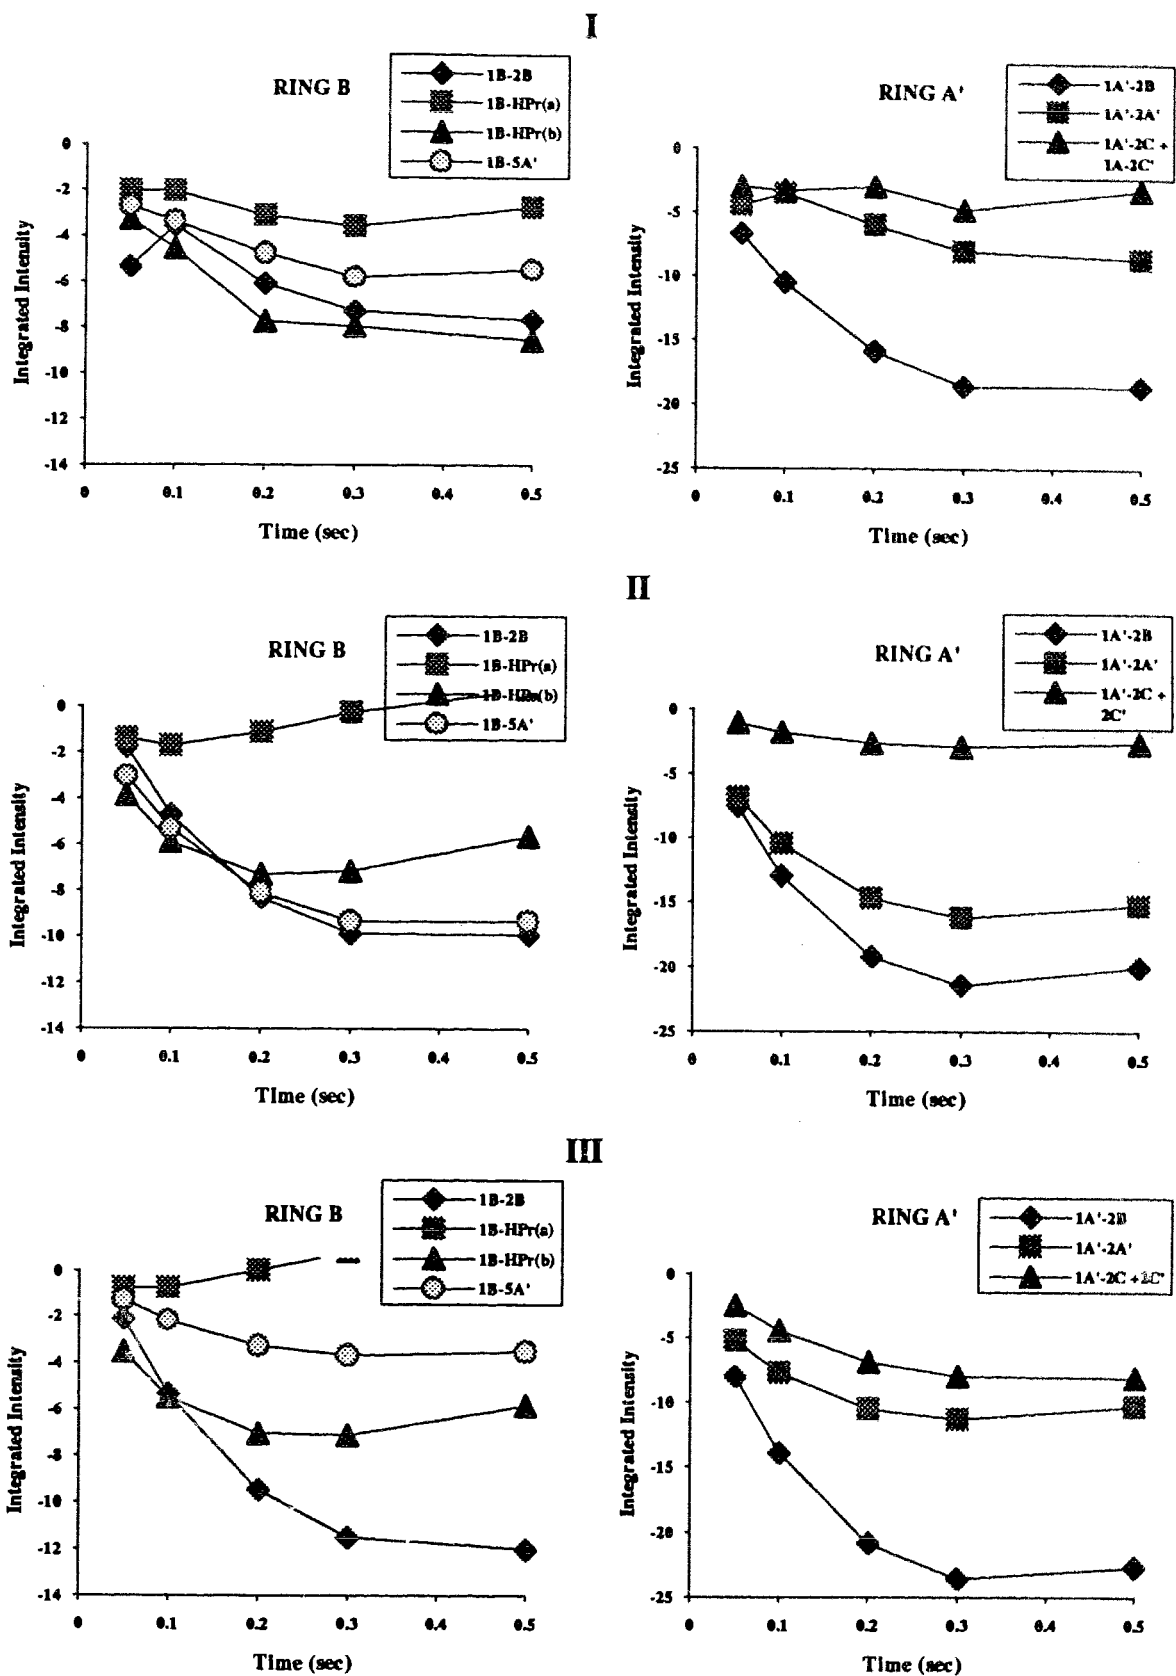 I
RING B
1B-2B
1B-HPr(a)
1B-HPr(b)
1B-5A'
0
-2
-4
-6
-8
-10
-12
-14
Integrated Intensity
0 0.1 0.2 0.3 0.4 0.5
Time (sec)
RING A'
1A'-2B
1A'-2A'
1A'-2C +
1A-2C'
0
-5
-10
-15
-20
-25
Integrated Intensity
0 0.1 0.2 0.3 0.4 0.5
Time (sec)
II
RING B
1B-2B
1B-HPr(a)
1B-HPr(b)
1B-5A'
0
-2
-4
-6
-8
-10
-12
-14
Integrated Intensity
0 0.1 0.2 0.3 0.4 0.5
Time (sec)
RING A'
1A'-2B
1A'-2A'
1A'-2C +
2C'
0
-5
-10
-15
-20
-25
Integrated Intensity
0 0.1 0.2 0.3 0.4 0.5
Time (sec)
III
RING B
1B-2B
1B-HPr(a)
1B-HPr(b)
1B-5A'
0
-2
-4
-6
-8
-10
-12
-14
Integrated Intensity
0 0.1 0.2 0.3 0.4 0.5
Time (sec)
RING A'
1A'-2B
1A'-2A'
1A'-2C +2C'
0
-5
-10
-15
-20
-25
Integrated Intensity
0 0.1 0.2 0.3 0.4 0.5
Time (sec)